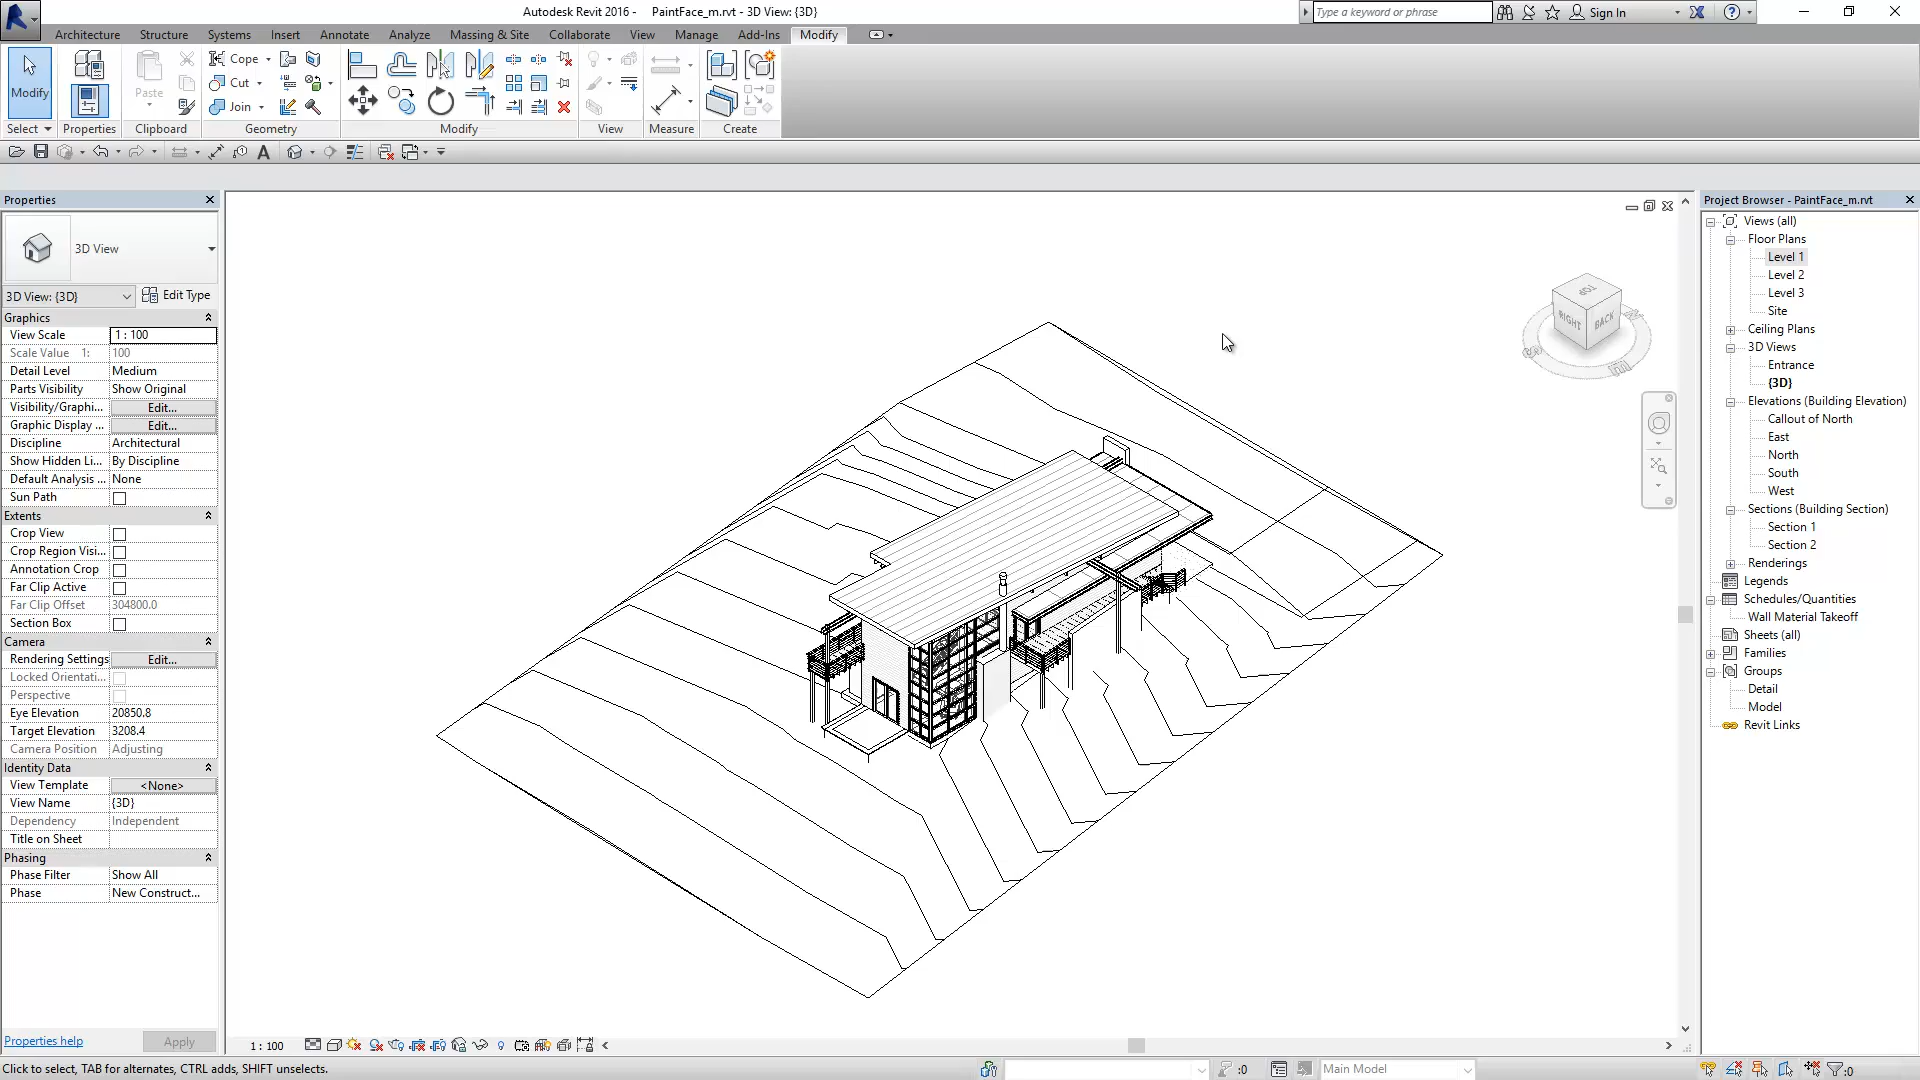 Autodesk Revit 2016 - PaintFace_m.rvt - 3D View: {3D}
Type a keyword or phrase
Sign In
Architecture Structure Systems Insert Annotate Analyze Massing & Site Collaborate View Manage Add-Ins Modify
Modify
Paste
Cope
Cut
Join
Select Properties Clipboard Geometry Modify View Measure Create
Properties
3D View
3D View: {3D} Edit Type
Graphics
View Scale 1 : 100
Scale Value 1: 100
Detail Level Medium
Parts Visibility Show Original
Visibility/Graphi... Edit...
Graphic Display ... Edit...
Discipline Architectural
Show Hidden Li... By Discipline
Default Analysis ... None
Sun Path
Extents
Crop View
Crop Region Visi...
Annotation Crop
Far Clip Active
Far Clip Offset 304800.0
Section Box
Camera
Rendering Settings Edit...
Locked Orientati...
Perspective
Eye Elevation 20850.8
Target Elevation 3208.4
Camera Position Adjusting
Identity Data
View Template <None>
View Name {3D}
Dependency Independent
Title on Sheet
Phasing
Phase Filter Show All
Phase New Construct...
Properties help Apply
TOP
RIGHT BACK
Project Browser - PaintFace_m.rvt
Views (all)
Floor Plans
Level 1
Level 2
Level 3
Site
Ceiling Plans
3D Views
Entrance
{3D}
Elevations (Building Elevation)
Callout of North
East
North
South
West
Sections (Building Section)
Section 1
Section 2
Renderings
Legends
Schedules/Quantities
Wall Material Takeoff
Sheets (all)
Families
Groups
Detail
Model
Revit Links
1 : 100
Click to select, TAB for alternates, CTRL adds, SHIFT unselects.
:0
Main Model
:0